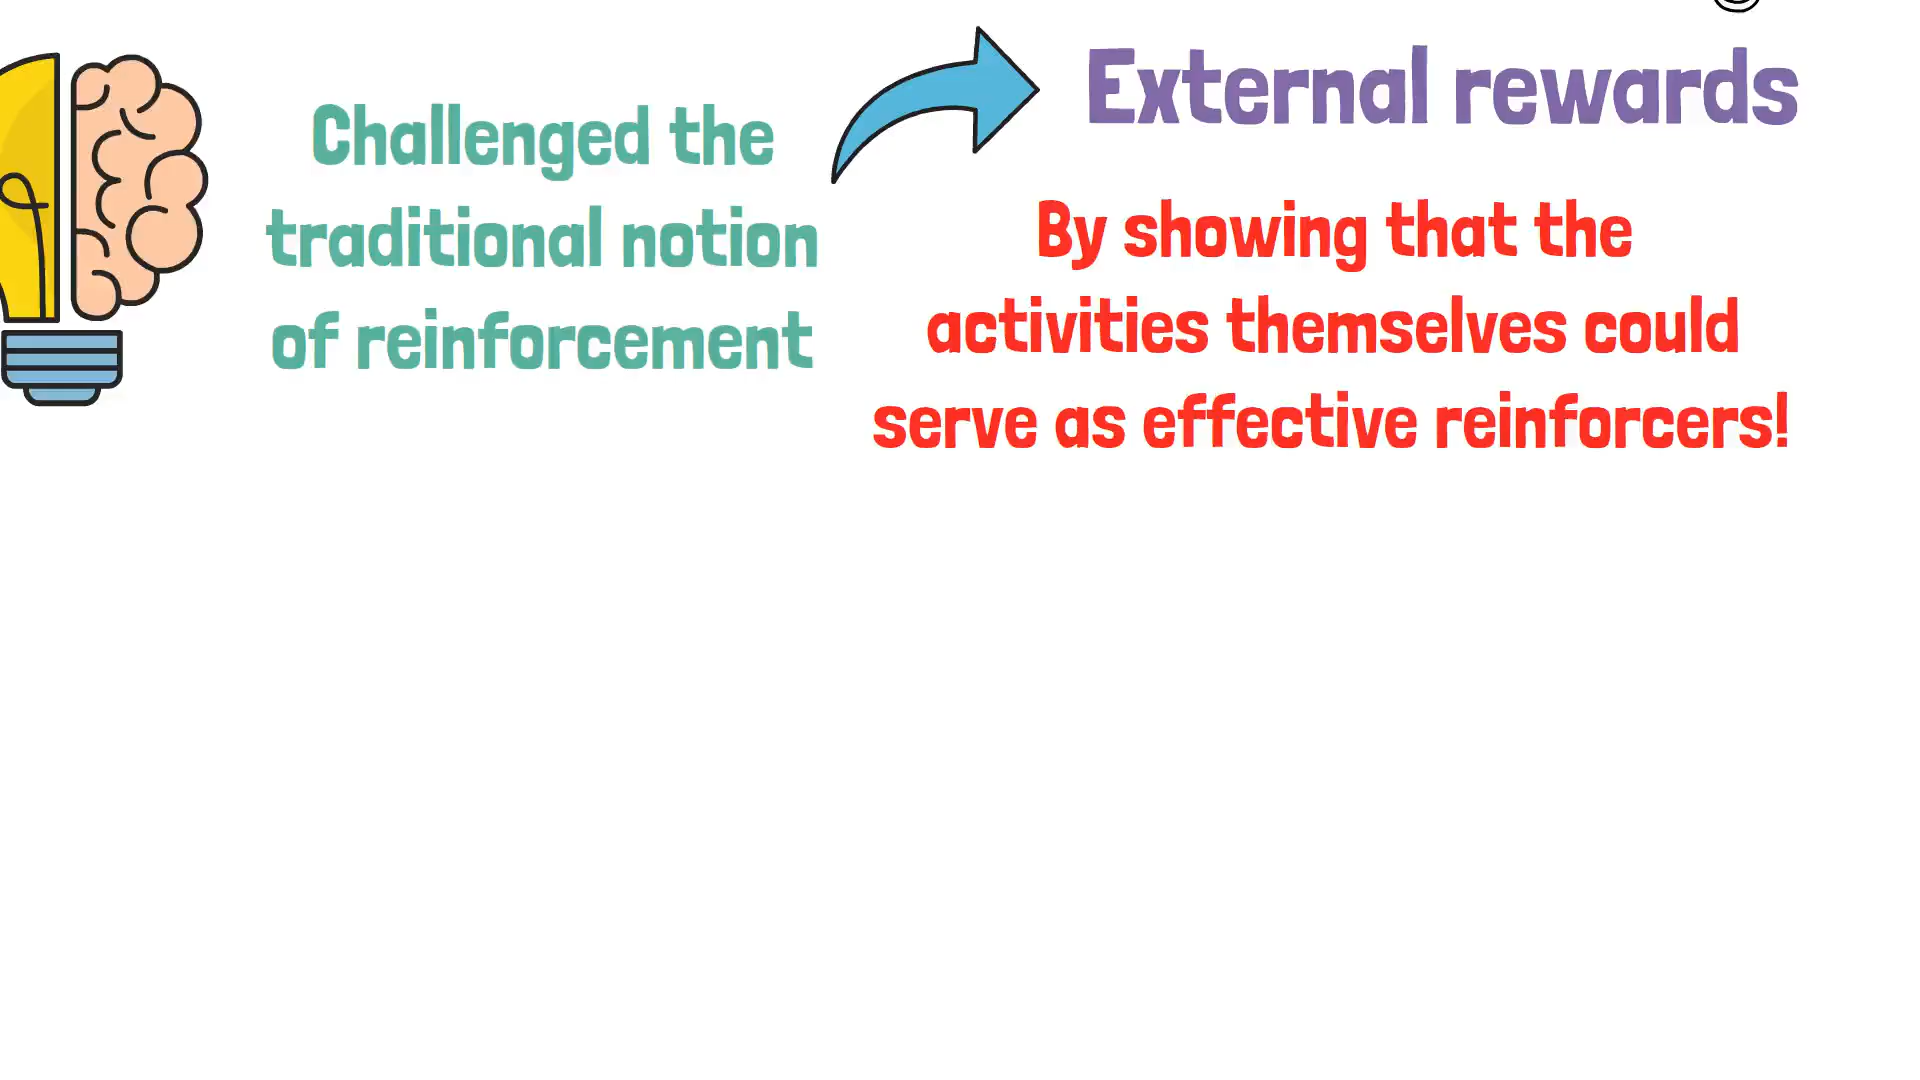 Challenged the
traditional notion
of reinforcement
External rewards
By showing that the
activities themselves could
serve as effective reinforcers!